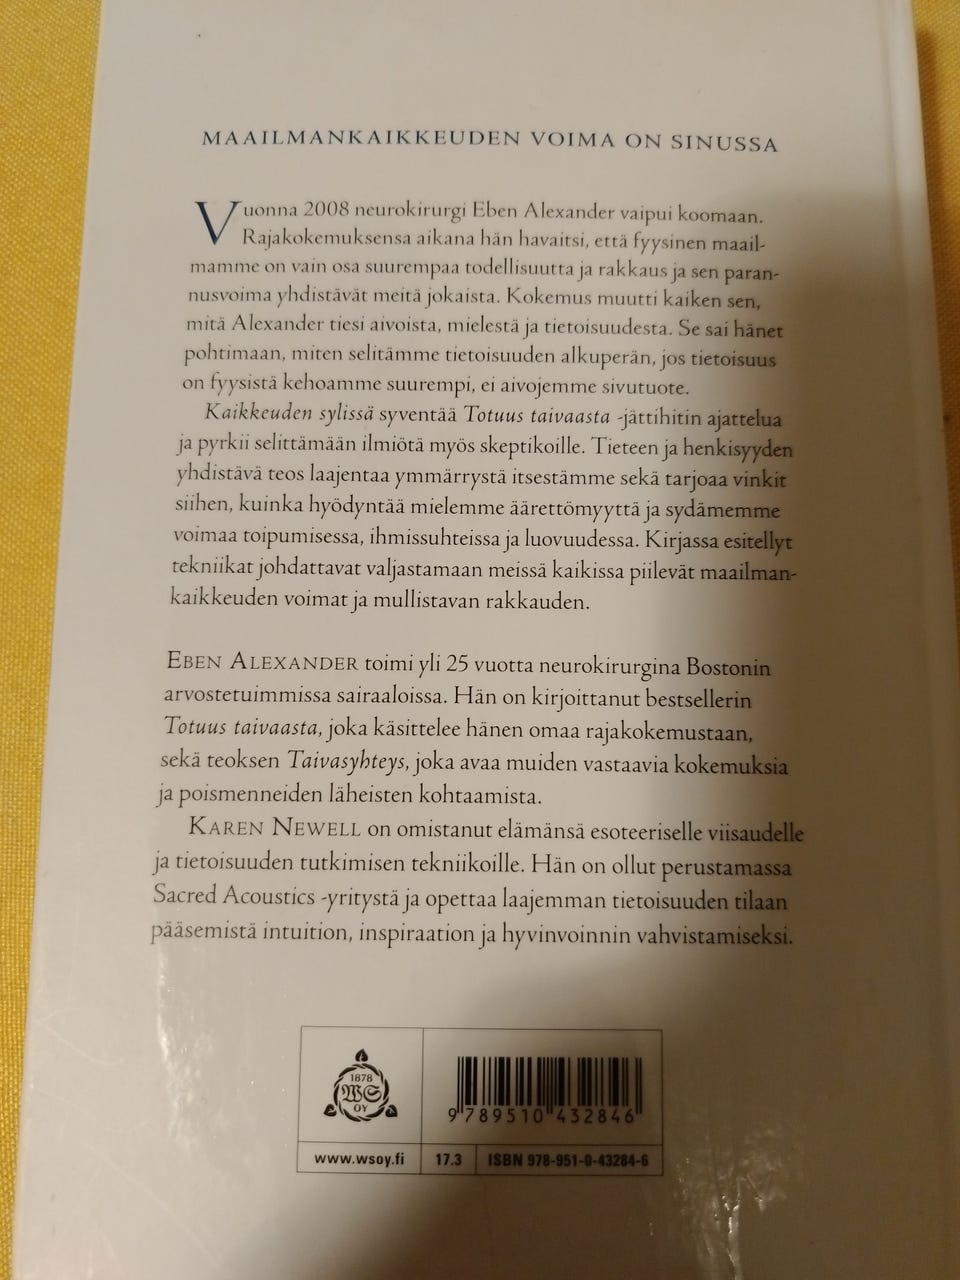 MAAILMANKAIKKEUDEN VOIMA ON SINUSSA
Vuonna 2008 neurokirurgi Eben Alexander vaipui koomaan.
Rajakokemuksensa aikana hän havaitsi, että fyysinen maail-
mamme on vain osa suurempaa todellisuutta ja rakkaus ja sen paran-
nusvoima yhdistävät meitä jokaista. Kokemus muutti kaiken sen,
mitä Alexander tiesi aivoista, mielestä ja tietoisuudesta. Se sai hänet
pohtimaan, miten selitämme tietoisuuden alkuperän, jos tietoisuus
on fyysistä kehoamme suurempi, ei aivojemme sivutuote.
Kaikkeuden sylissä syventää Totuus taivaasta -jättihitin ajattelua
ja pyrkii selittämään ilmiötä myös skeptikoille. Tieteen ja henkisyyden
yhdistävä teos laajentaa ymmärrystä itsestämme sekä tarjoaa vinkit
siihen, kuinka hyödyntää mielemme äärettömyyttä ja sydämemme
voimaa toipumisessa, ihmissuhteissa ja luovuudessa. Kirjassa esitellyt
tekniikat johdattavat valjastamaan meissä kaikissa piilevät maailman-
kaikkeuden voimat ja mullistavan rakkauden.
EBEN ALEXANDER toimi yli 25 vuotta neurokirurgina Bostonin
arvostetuimmissa sairaaloissa. Hän on kirjoittanut bestsellerin
Totuus taivaasta, joka käsittelee hänen omaa rajakokemustaan,
sekä teoksen Taivasyhteys, joka avaa muiden vastaavia kokemuksia
ja poismenneiden läheisten kohtaamista.
KAREN NEWELL on omistanut elämänsä esoteeriselle viisaudelle
ja tietoisuuden tutkimisen tekniikoille. Hän on ollut perustamassa
Sacred Acoustics -yritystä ja opettaa laajemman tietoisuuden tilaan
pääsemistä intuition, inspiraation ja hyvinvoinnin vahvistamiseksi.
1878
WS
OY
9 789510 432846
www.wsoy.fi 17.3 ISBN 978-951-0-43284-6